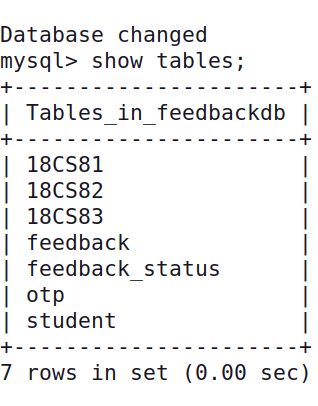 Database changed
mysql> show tables;
+----------------------+
| Tables_in_feedbackdb |
+----------------------+
| 18CS81               |
| 18CS82               |
| 18CS83               |
| feedback             |
| feedback_status      |
| otp                  |
| student              |
+----------------------+
7 rows in set (0.00 sec)